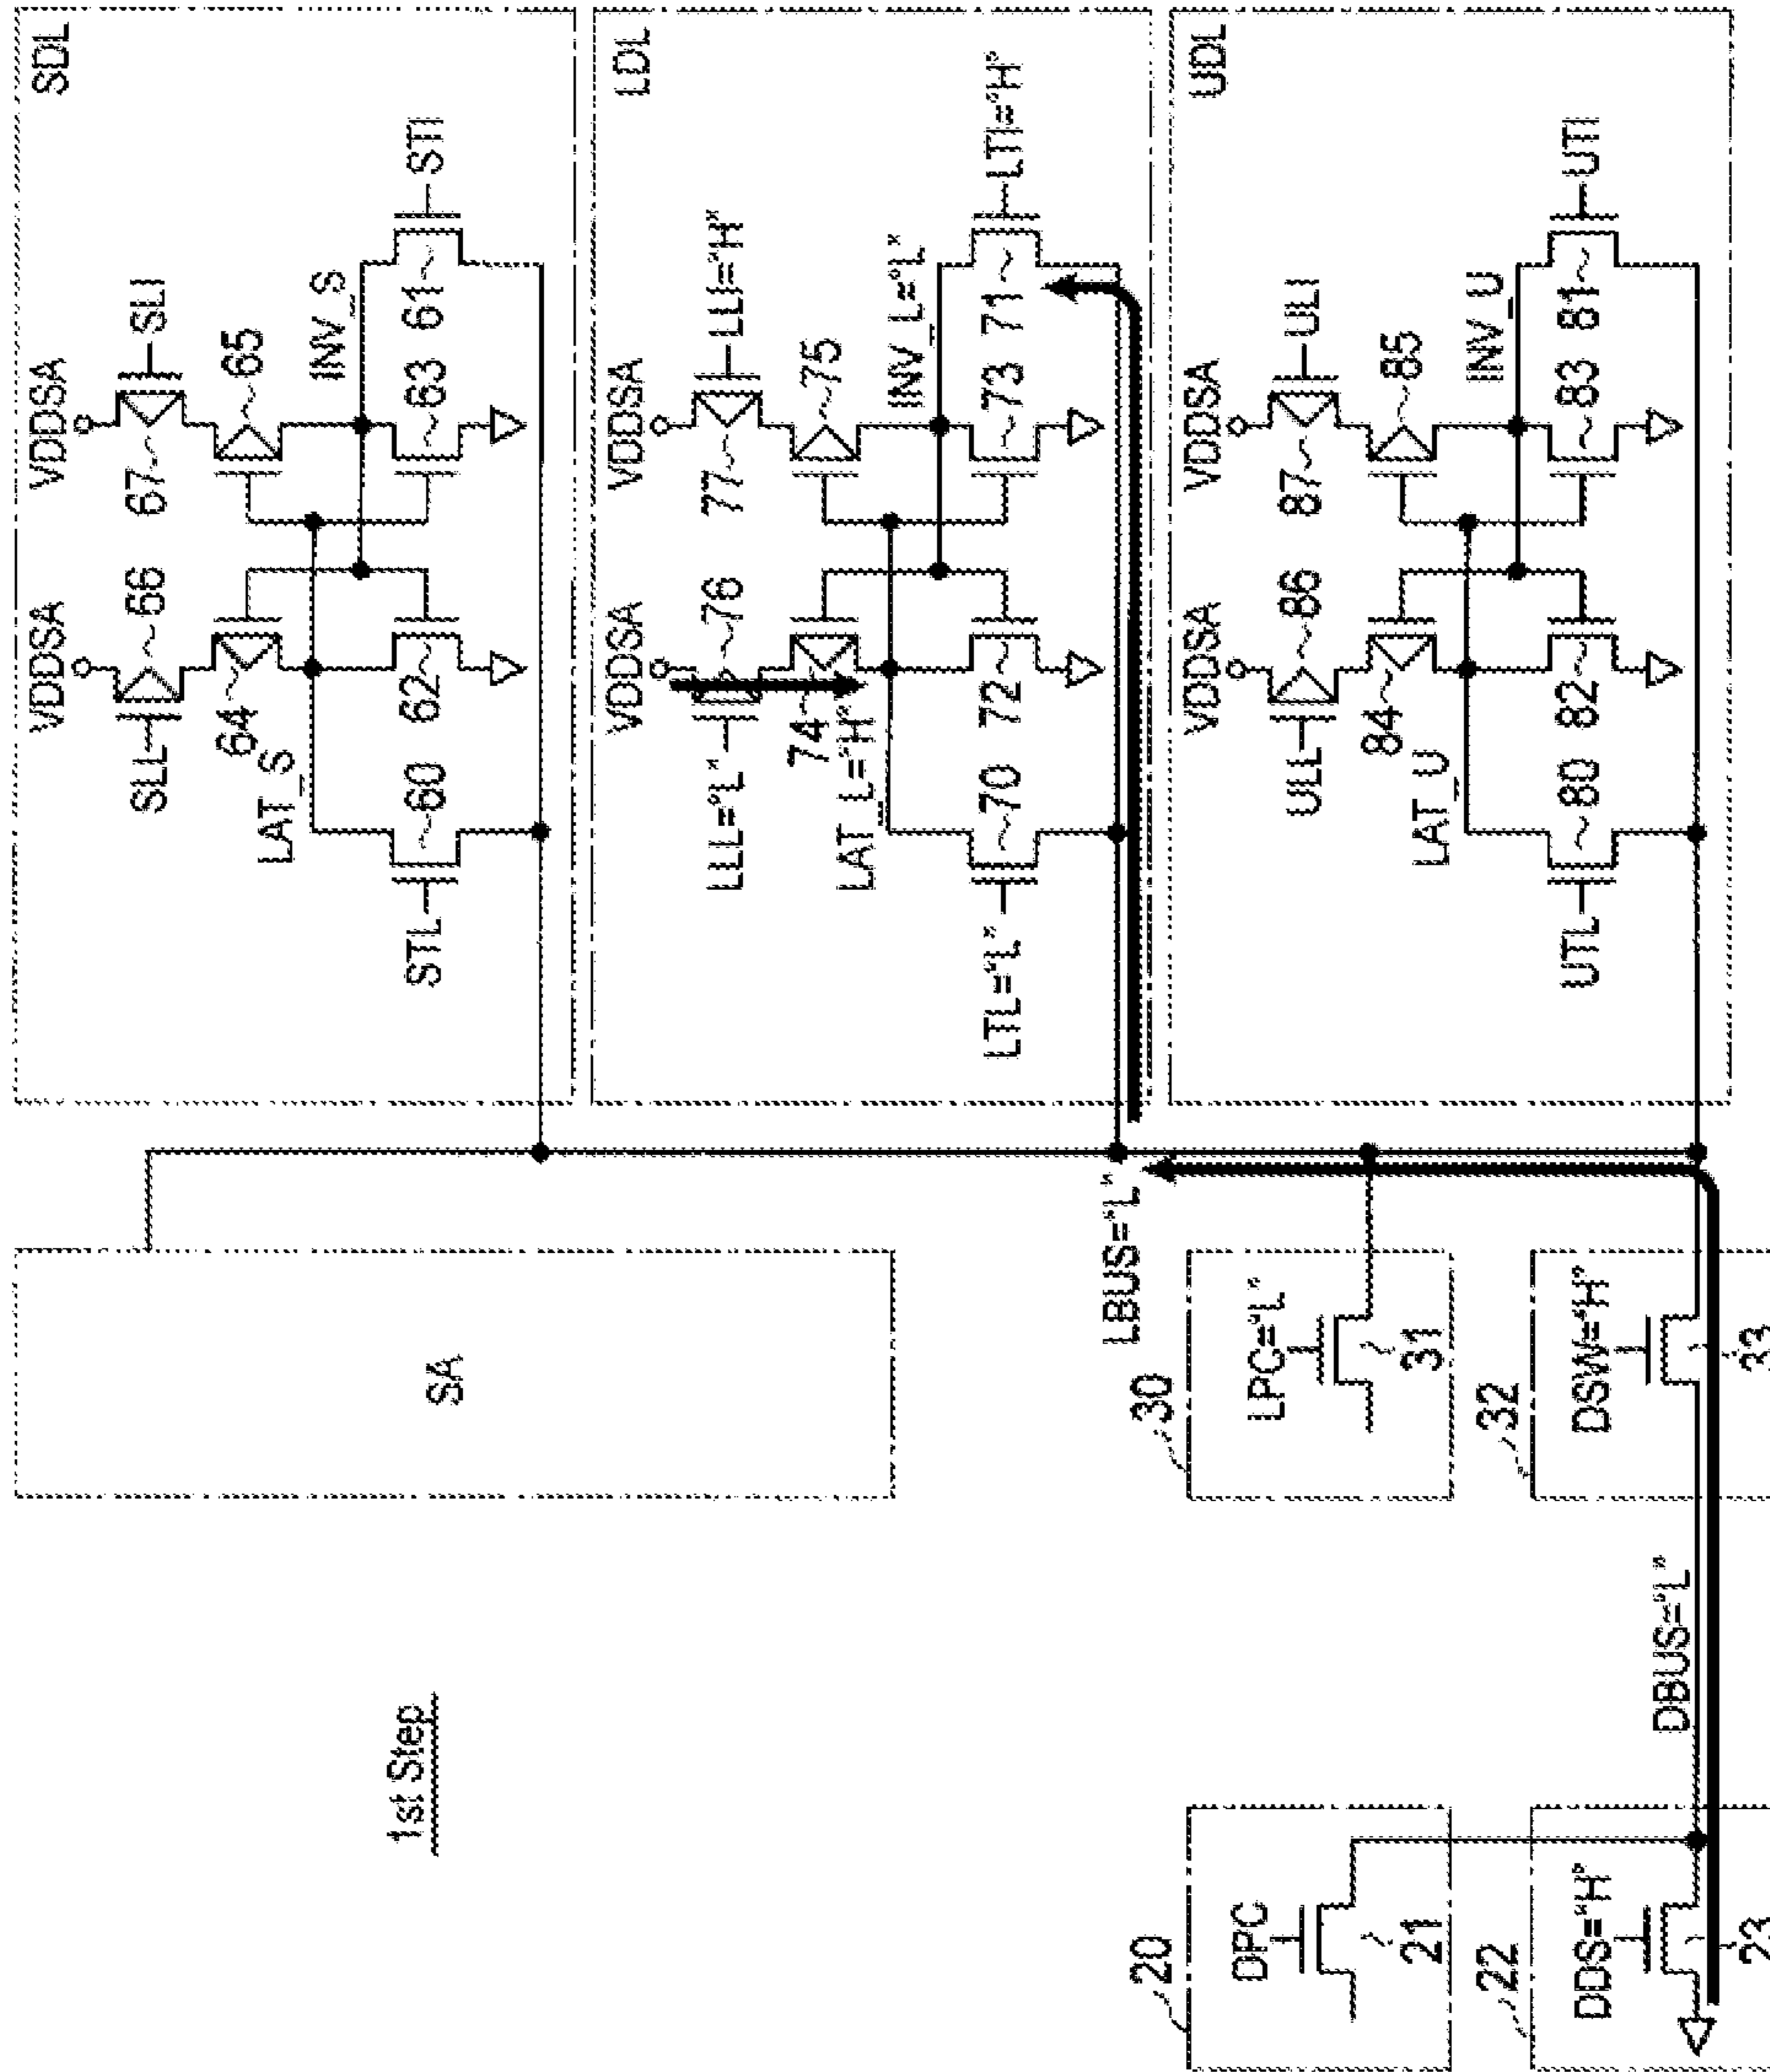 SDL
VDDSA
VDDSA
SLL
66
67
SLI
64
65
LAT_S
INV_S
62
63
STL
60
61
STI
LDL
VDDSA
VDDSA
LLL="L"
76
77
LLI="H"
74
75
LAT_L="H"
INV_L="L"
LTL="L"
70
72
73
71
LTI="H"
UDL
VDDSA
VDDSA
ULL
86
87
ULI
84
85
LAT_U
INV_U
UTL
80
82
83
81
UTI
SA
1st Step
LBUS="L"
30
LPC="L"
31
32
DSW="H"
33
DBUS="L"
20
DPC
21
22
DDS="H"
23